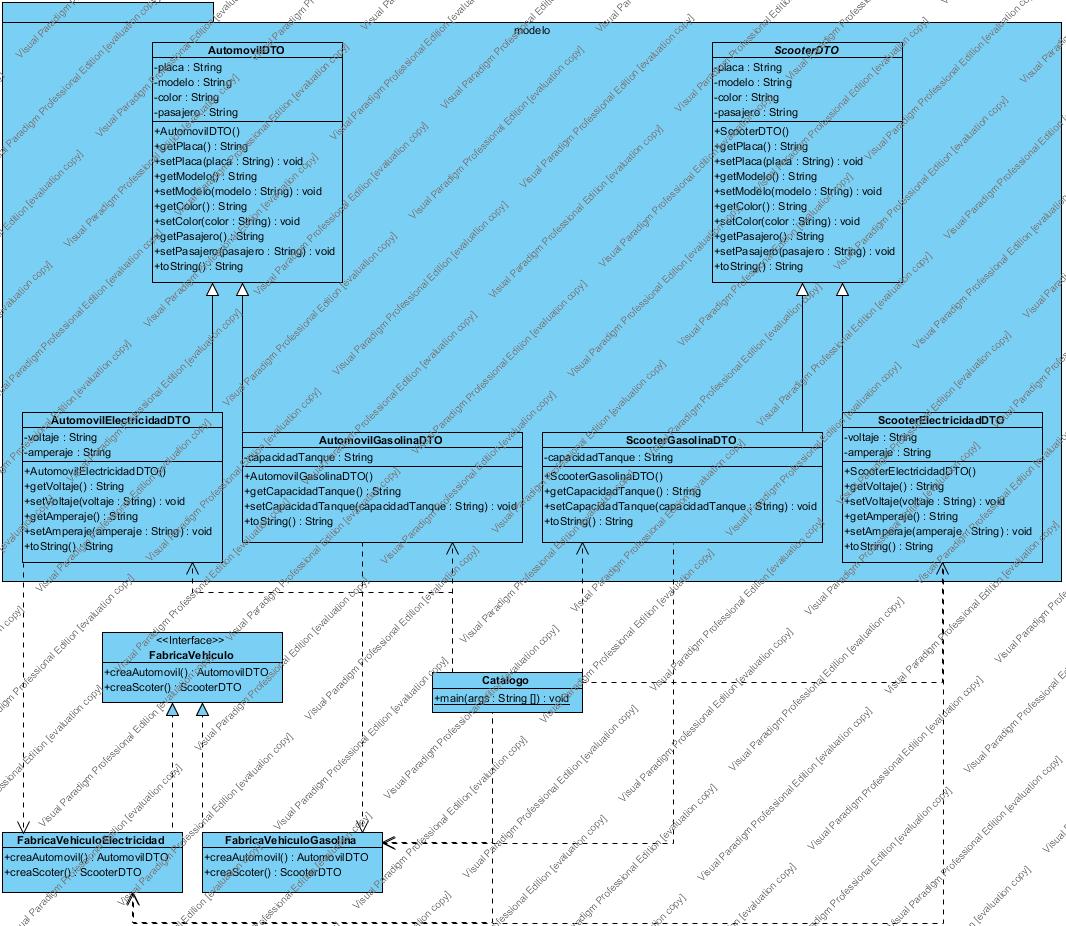 modelo
AutomovilDTO
-placa : String
-modelo : String
-color : String
-pasajero : String
+AutomovilDTO()
+getPlaca() : String
+setPlaca(placa : String) : void
+getModelo() : String
+setModelo(modelo : String) : void
+getColor() : String
+setColor(color : String) : void
+getPasajero() : String
+setPasajero(pasajero : String) : void
+toString() : String
ScooterDTO
-placa : String
-modelo : String
-color : String
-pasajero : String
+ScooterDTO()
+getPlaca() : String
+setPlaca(placa : String) : void
+getModelo() : String
+setModelo(modelo : String) : void
+getColor() : String
+setColor(color : String) : void
+getPasajero() : String
+setPasajero(pasajero : String) : void
+toString() : String
AutomovilElectricidadDTO
-voltaje : String
-amperaje : String
+AutomovilElectricidadDTO()
+getVoltaje() : String
+setVoltaje(voltaje : String) : void
+getAmperaje() : String
+setAmperaje(amperaje : String) : void
+toString() : String
AutomovilGasolinaDTO
-capacidadTanque : String
+AutomovilGasolinaDTO()
+getCapacidadTanque() : String
+setCapacidadTanque(capacidadTanque : String) : void
+toString() : String
ScooterGasolinaDTO
-capacidadTanque : String
+ScooterGasolinaDTO()
+getCapacidadTanque() : String
+setCapacidadTanque(capacidadTanque : String) : void
+toString() : String
ScooterElectricidadDTO
-voltaje : String
-amperaje : String
+ScooterElectricidadDTO()
+getVoltaje() : String
+setVoltaje(voltaje : String) : void
+getAmperaje() : String
+setAmperaje(amperaje : String) : void
+toString() : String
<<Interface>>
FabricaVehiculo
+creaAutomovil() : AutomovilDTO
+creaScoter() : ScooterDTO
Catalogo
+main(args : String []) : void
FabricaVehiculoElectricidad
+creaAutomovil() : AutomovilDTO
+creaScoter() : ScooterDTO
FabricaVehiculoGasolina
+creaAutomovil() : AutomovilDTO
+creaScoter() : ScooterDTO
Visual Paradigm Professional Edition [evaluation copy]